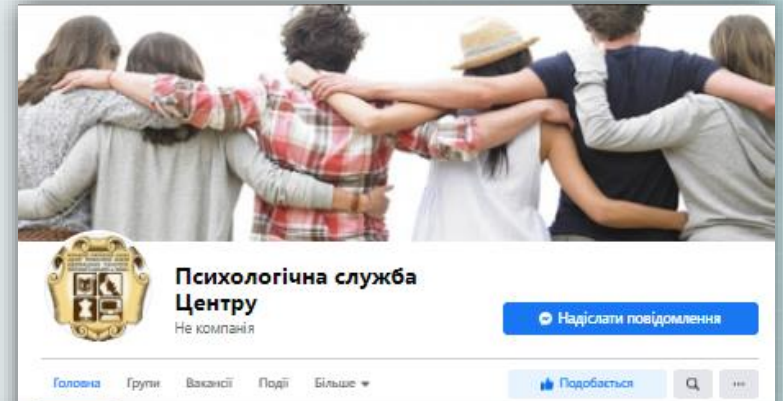 Психологічна служба
Центру
Не компанія
Надіслати повідомлення
Головна Групи Вакансії Події Більше
Подобається